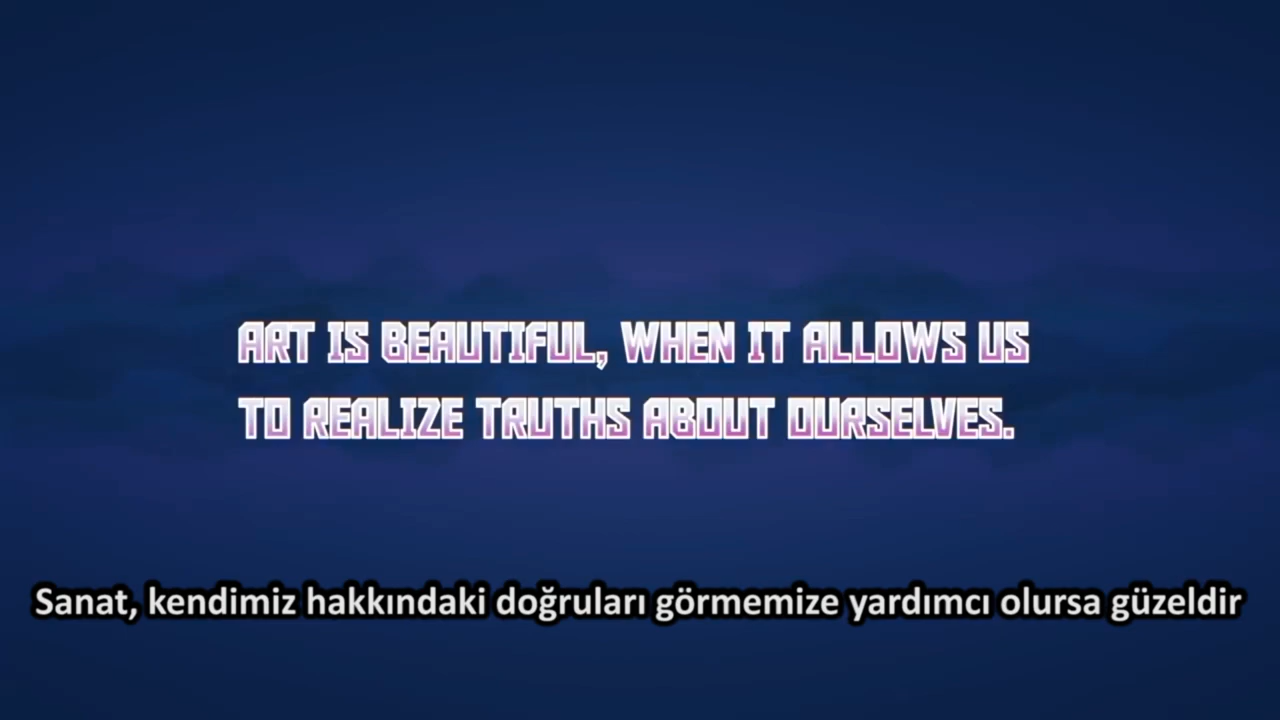 ART IS BEAUTIFUL, WHEN IT ALLOWS US
TO REALIZE TRUTHS ABOUT OURSELVES.
Sanat, kendimiz hakkındaki doğruları görmemize yardımcı olursa güzeldir